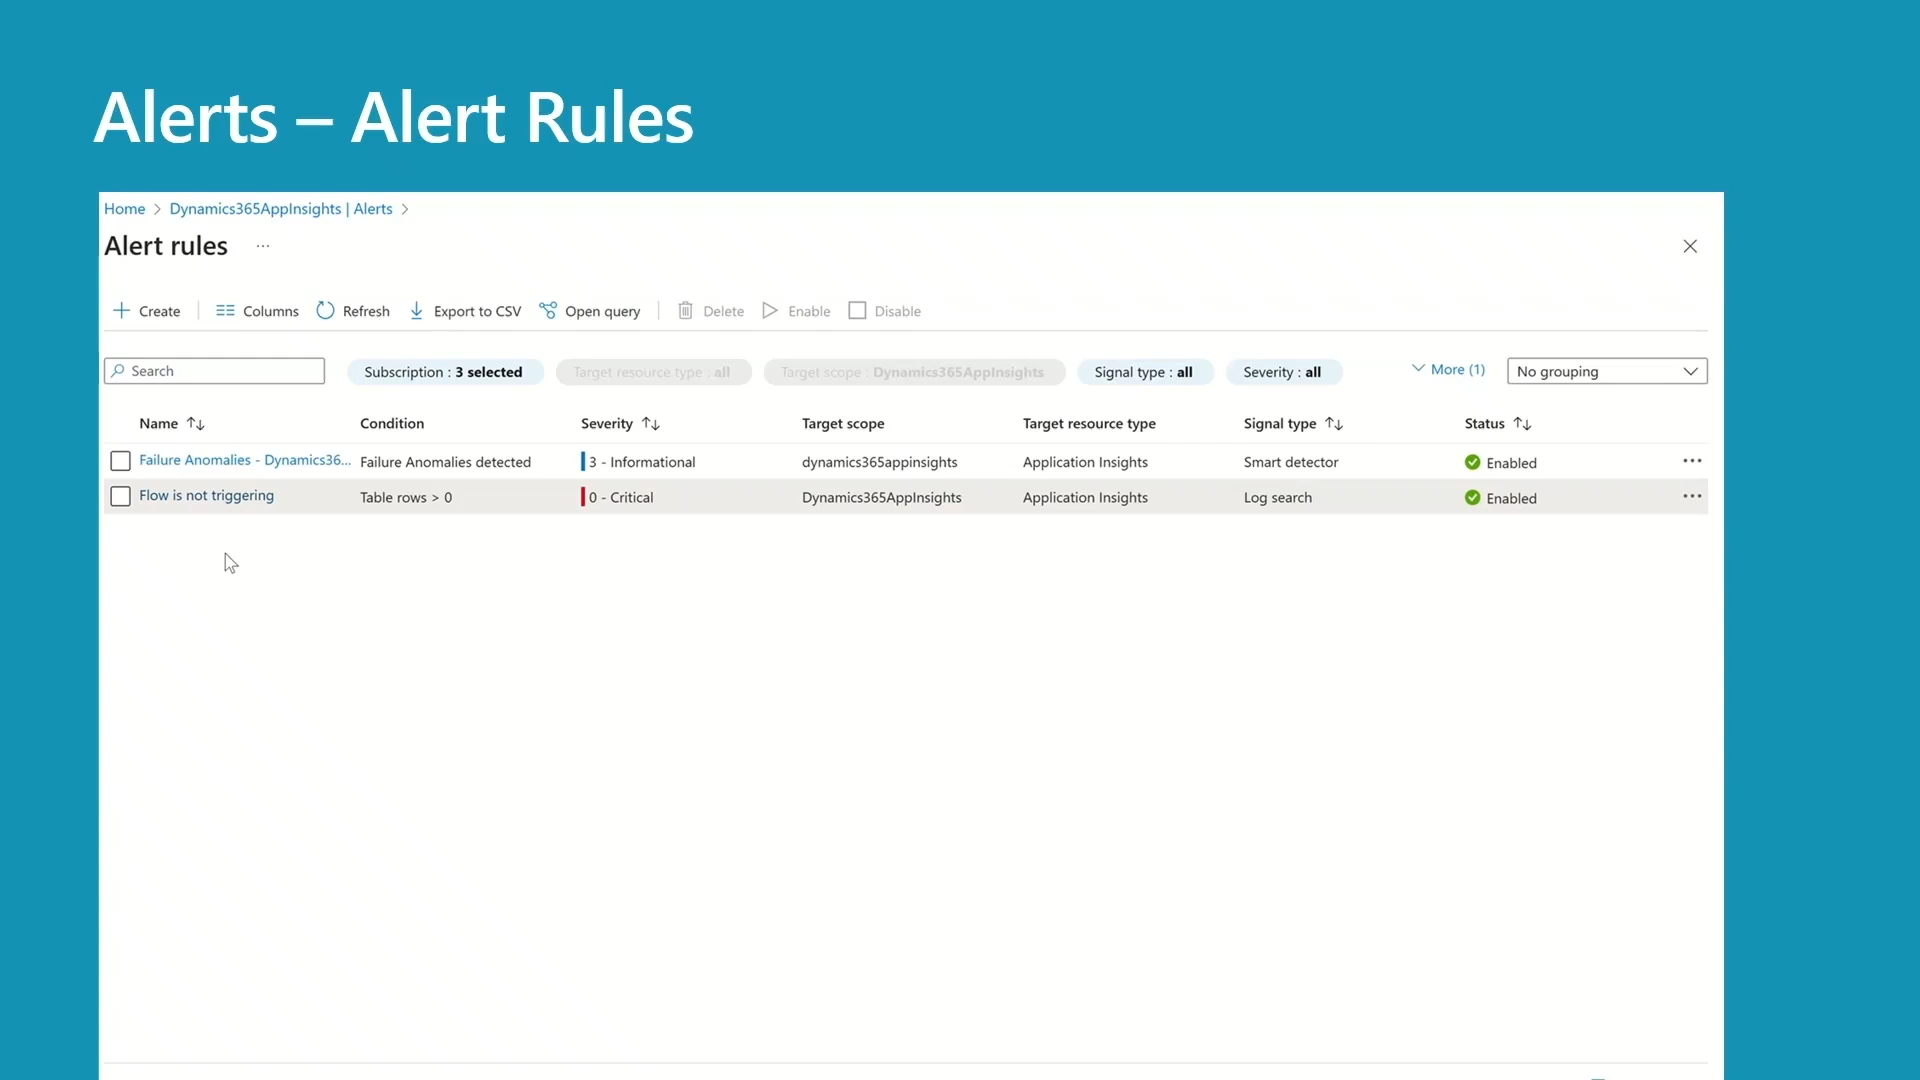 Alerts – Alert Rules
Home > Dynamics365AppInsights | Alerts >
Alert rules ...
Create Columns Refresh Export to CSV Open query Delete Enable Disable
Search Subscription : 3 selected Target resource type : all Target scope : Dynamics365AppInsights Signal type : all Severity : all More (1) No grouping
Name Condition Severity Target scope Target resource type Signal type Status
Failure Anomalies - Dynamics36... Failure Anomalies detected 3 - Informational dynamics365appinsights Application Insights Smart detector Enabled
Flow is not triggering Table rows > 0 0 - Critical Dynamics365AppInsights Application Insights Log search Enabled